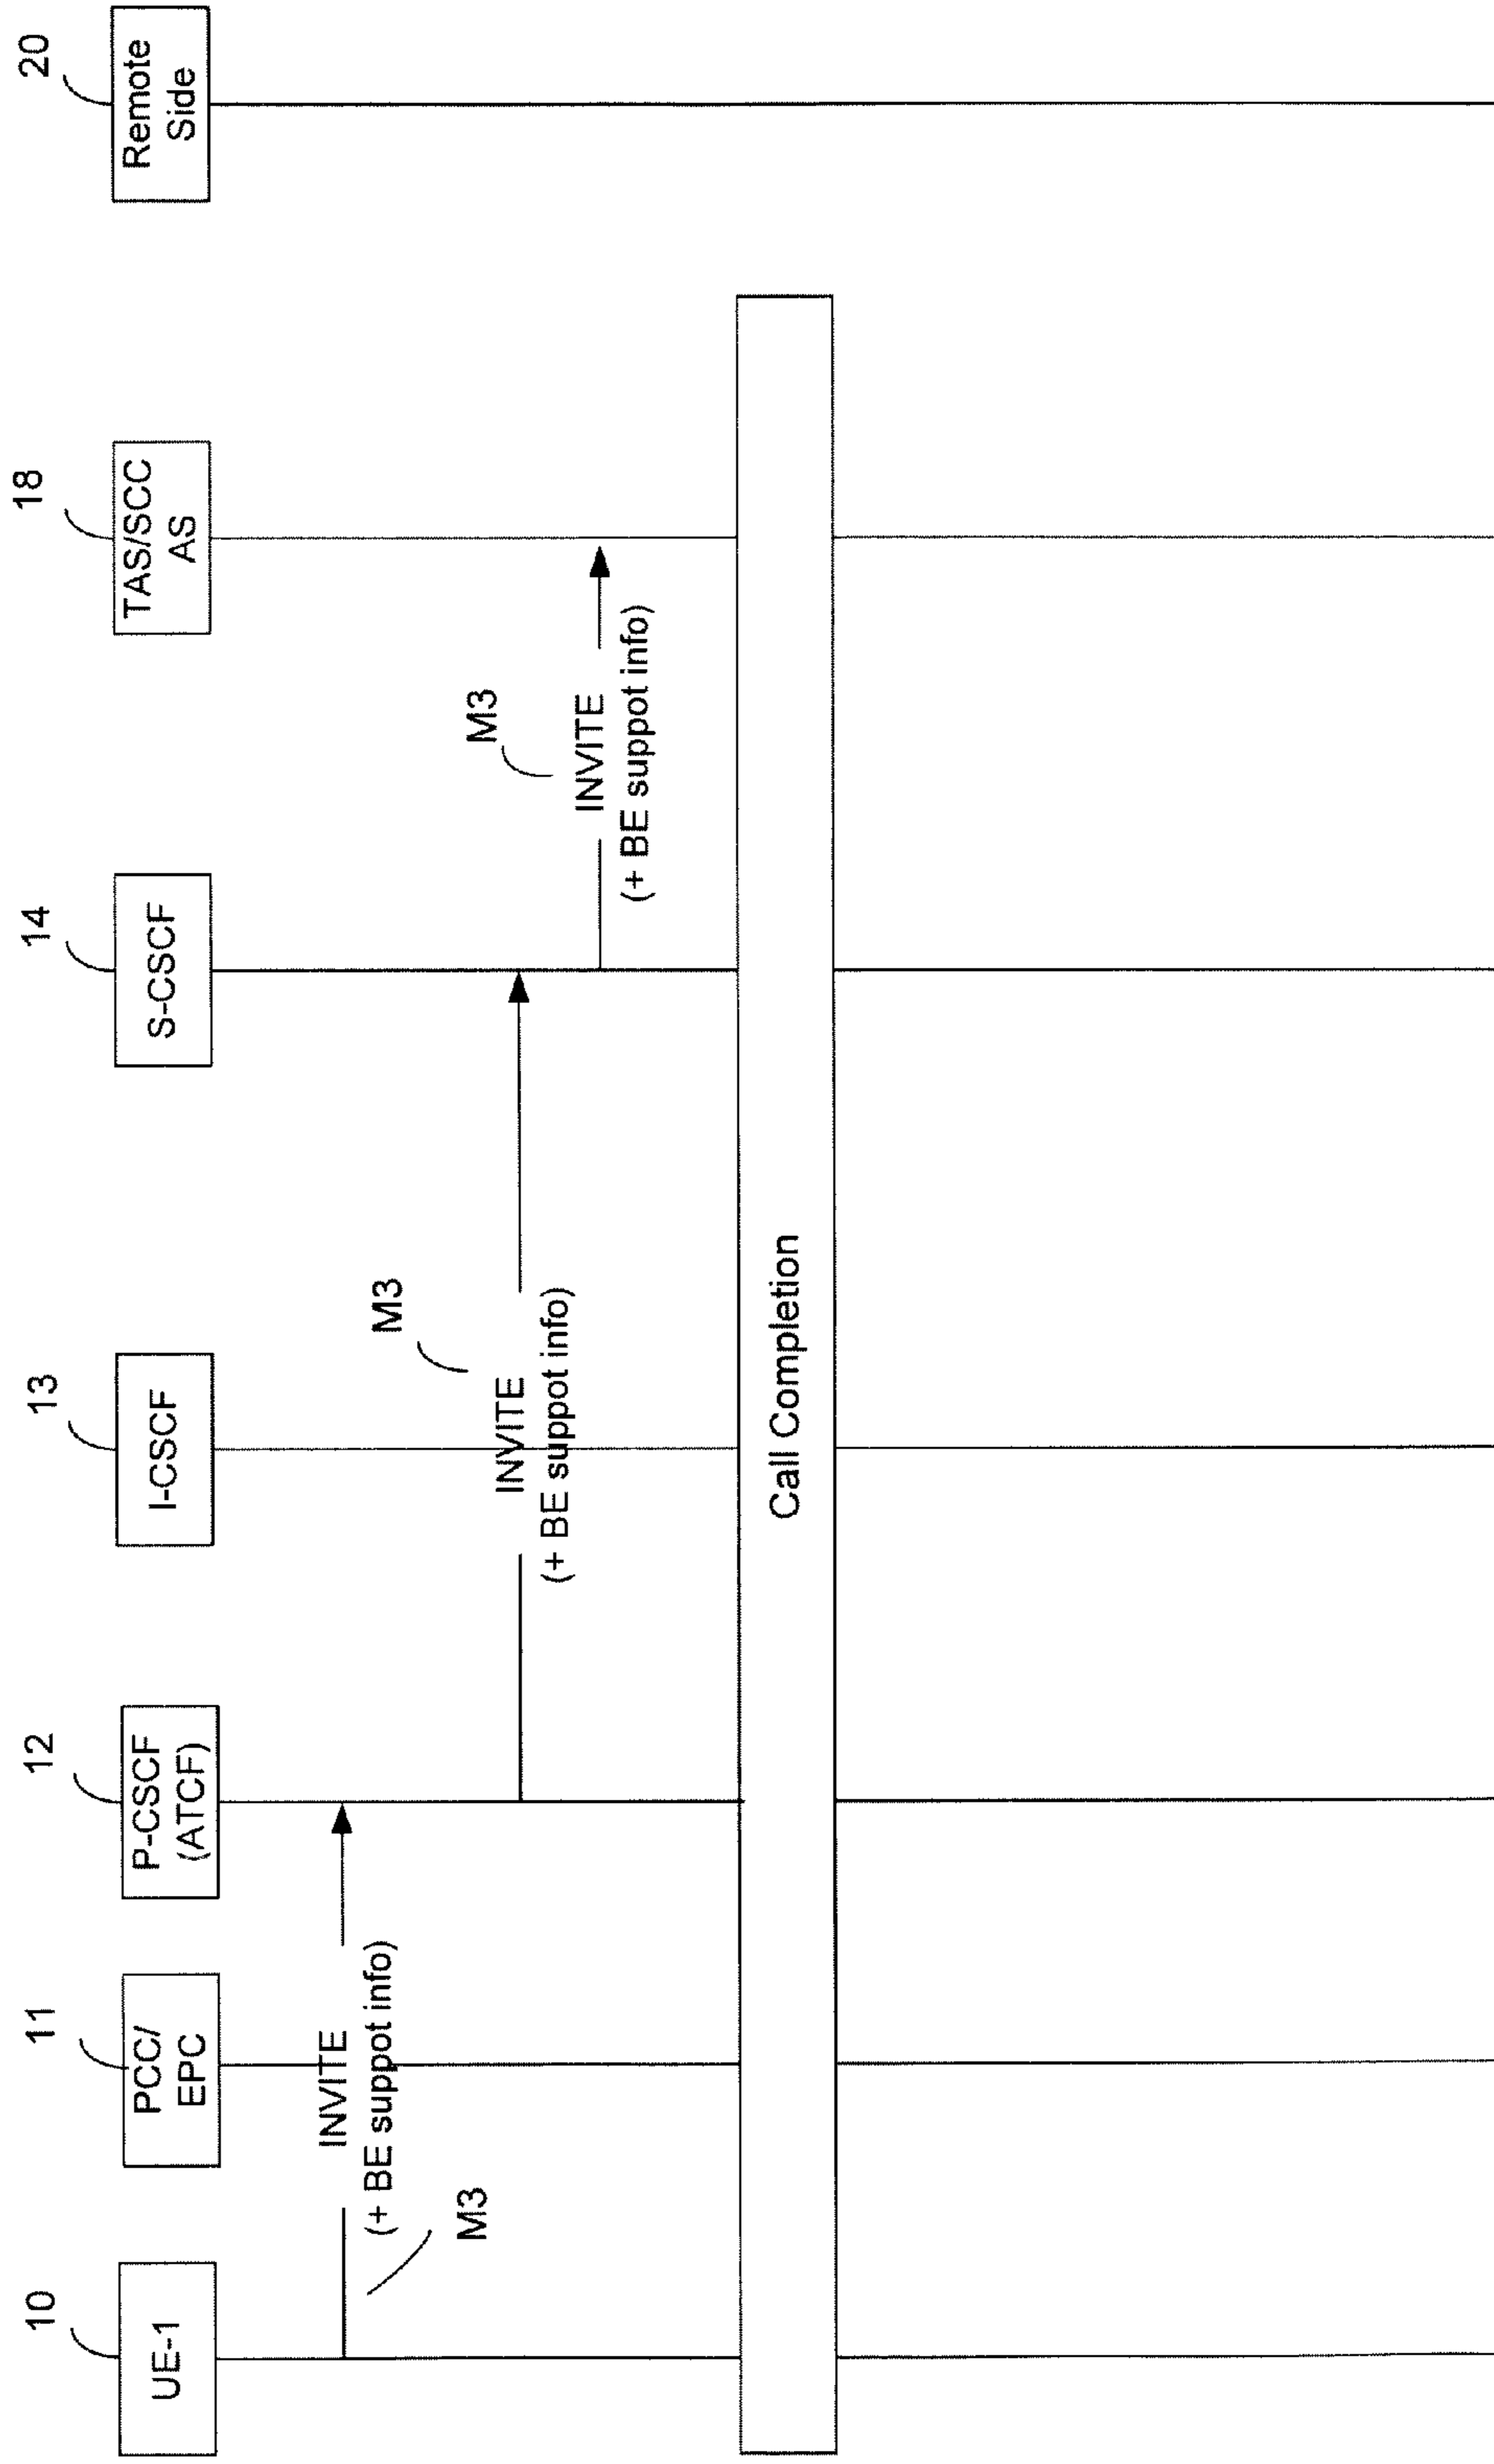 10
11
12
13
14
18
20
UE-1
PCC/
EPC
P-CSCF
(ATCF)
I-CSCF
S-CSCF
TAS/SCC
AS
Remote
Side
INVITE
(+ BE suppot info)
M3
M3
INVITE
(+ BE suppot info)
M3
INVITE
(+ BE suppot info)
Call Completion